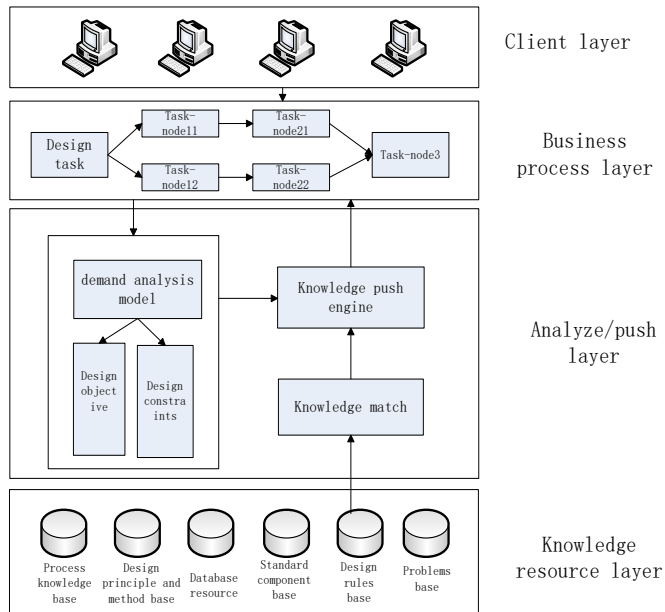 Client layer
Task-
node11
Task-
node21
Design
task
Task-node3
Task-
node12
Task-
node22
Business
process layer
demand analysis
model
Knowledge push
engine
Design
object
ive
Design
constra
ints
Knowledge match
Analyze/push
layer
Process
knowledge
base
Design
principle and
method base
Database
resource
Standard
component
base
Design
rules
base
Problems
base
Knowledge
resource layer